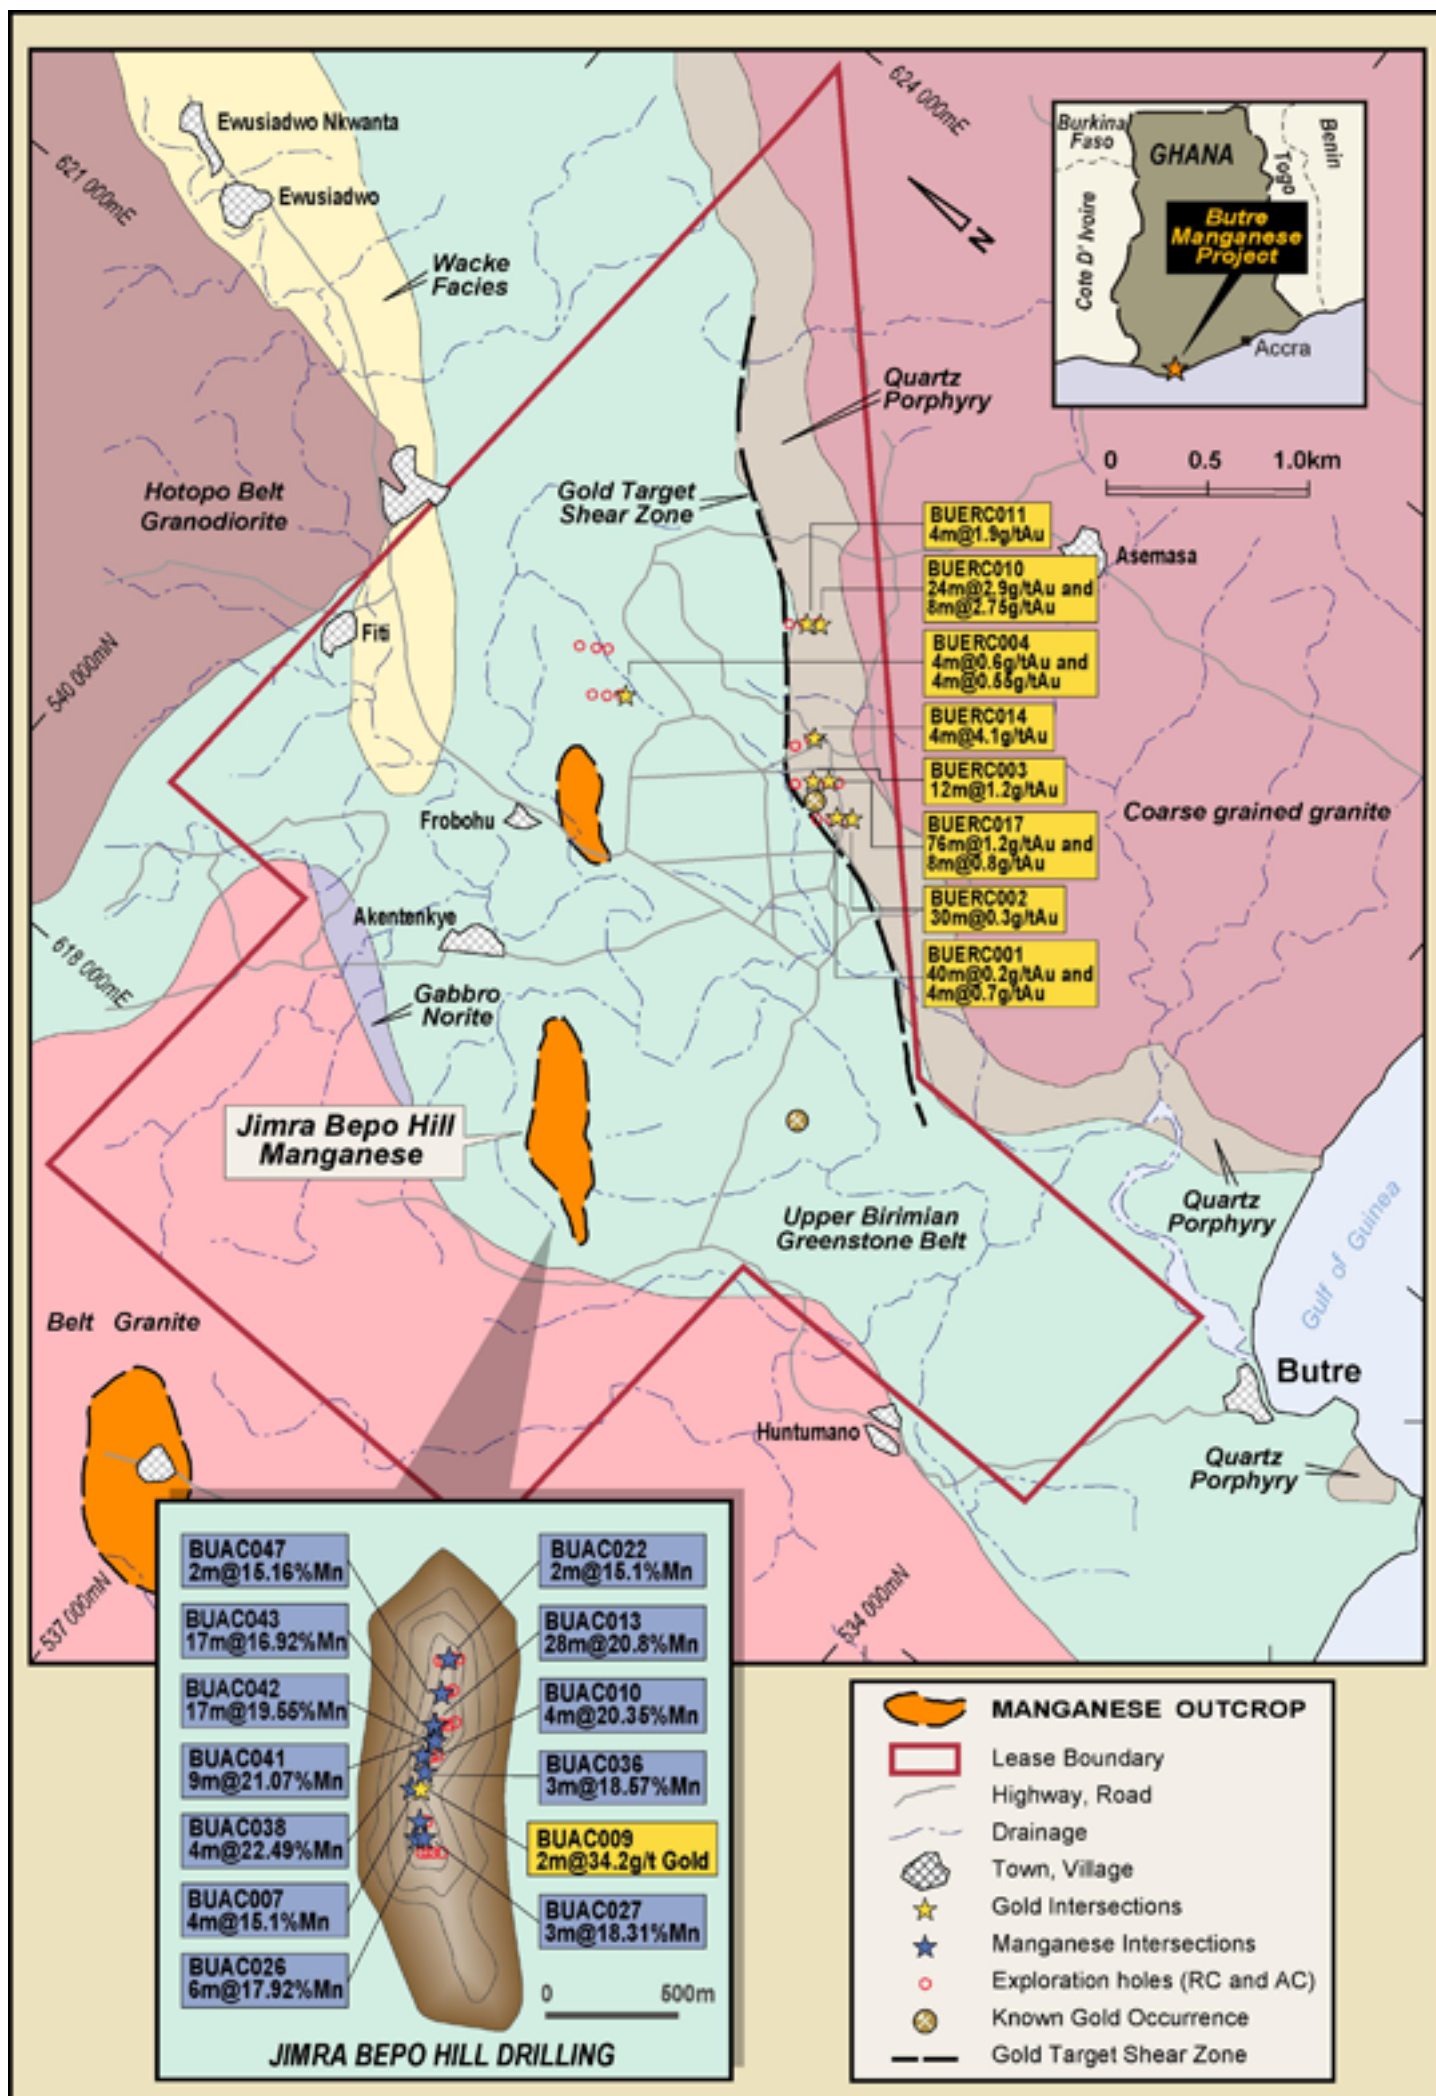 624 000mE
Ewusiadwo Nkwanta
621 000mE
Ewusiadwo
Wacke
Facies
N
Burkina
Faso
GHANA
Togo
Benin
Cote D' Ivoire
Butre
Manganese
Project
Accra
Quartz
Porphyry
0 0.5 1.0km
Hotopo Belt
Granodiorite
Gold Target
Shear Zone
BUERC011
4m@1.9g/tAu
Asemasa
BUERC010
24m@2.9g/tAu and
8m@2.75g/tAu
Fiti
BUERC004
4m@0.6g/tAu and
4m@0.55g/tAu
540 000mN
BUERC014
4m@4.1g/tAu
BUERC003
12m@1.2g/tAu
Frobohu
Coarse grained granite
BUERC017
76m@1.2g/tAu and
8m@0.8g/tAu
BUERC002
30m@0.3g/tAu
Akentenkye
618 000mE
BUERC001
40m@0.2g/tAu and
4m@0.7g/tAu
Gabbro
Norite
Jimra Bepo Hill
Manganese
Quartz
Porphyry
Upper Birimian
Greenstone Belt
Gulf of Guinea
Belt Granite
Butre
Huntumano
Quartz
Porphyry
537 000mN
534 000mN
BUAC047
2m@15.16%Mn
BUAC022
2m@15.1%Mn
BUAC043
17m@16.92%Mn
BUAC013
28m@20.8%Mn
BUAC042
17m@19.55%Mn
BUAC010
4m@20.35%Mn
BUAC041
9m@21.07%Mn
BUAC036
3m@18.57%Mn
BUAC038
4m@22.49%Mn
BUAC009
2m@34.2g/t Gold
BUAC007
4m@15.1%Mn
BUAC027
3m@18.31%Mn
BUAC026
6m@17.92%Mn
0 500m
JIMRA BEPO HILL DRILLING
MANGANESE OUTCROP
Lease Boundary
Highway, Road
Drainage
Town, Village
Gold Intersections
Manganese Intersections
Exploration holes (RC and AC)
Known Gold Occurrence
Gold Target Shear Zone